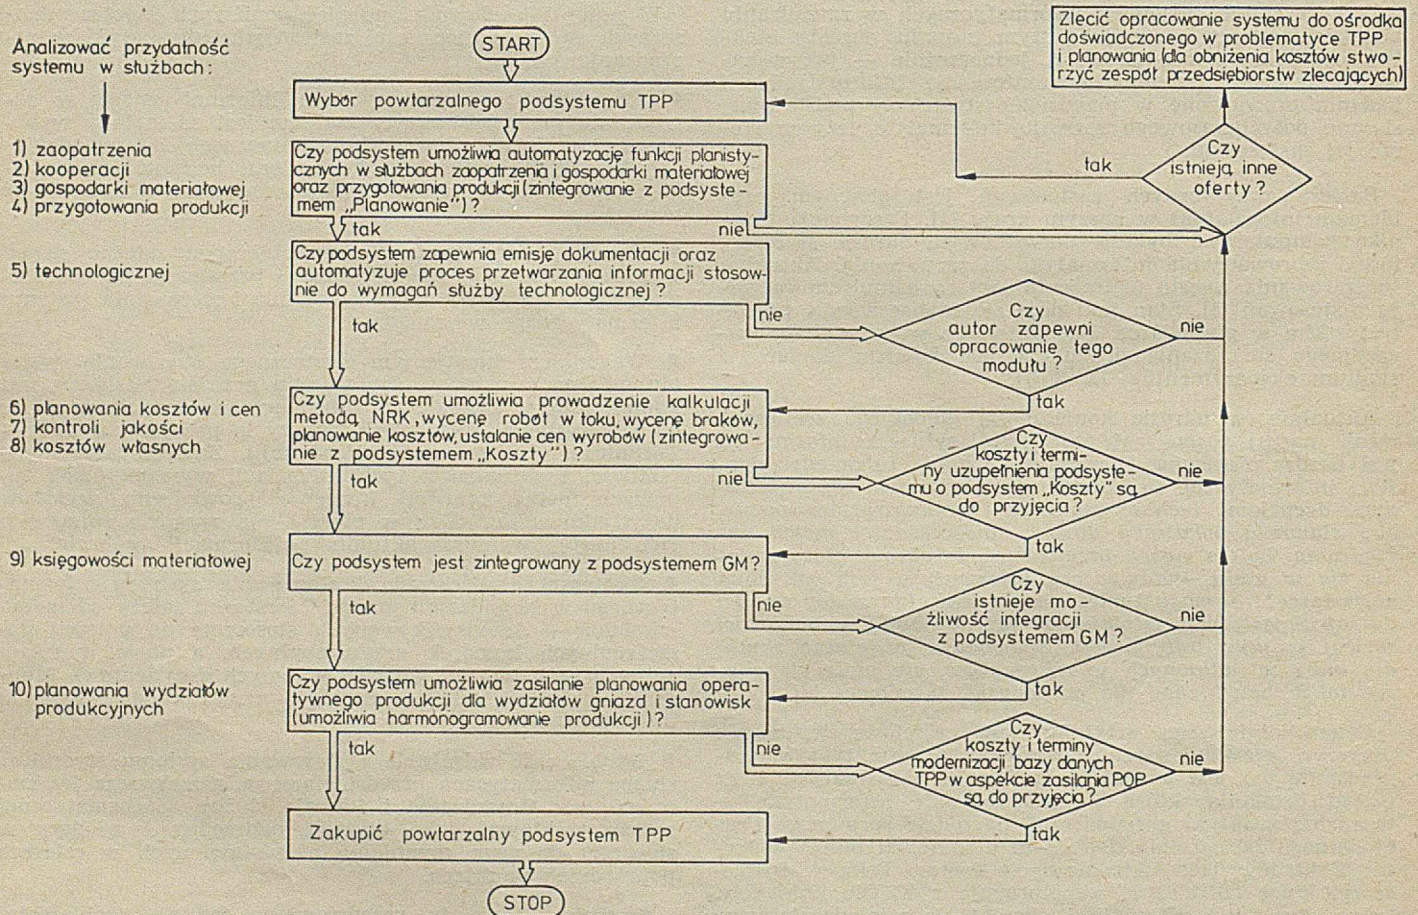 Analizować przydatność
systemu w służbach:
1) zaopatrzenia
2) kooperacji
3) gospodarki materiałowej
4) przygotowania produkcji
5) technologicznej
6) planowania kosztów i cen
7) kontroli jakości
8) kosztów własnych
9) księgowości materiałowej
10) planowania wydziałów
produkcyjnych
START
Wybór powtarzalnego podsystemu TPP
Czy podsystem umożliwia automatyzację funkcji planisty-
cznych w służbach zaopatrzenia i gospodarki materiałowej
oraz przygotowania produkcji (zintegrowanie z podsyste-
mem „Planowanie")?
tak
nie
Czy podsystem zapewnia emisję dokumentacji oraz
automatyzuje proces przetwarzania informacji stosow-
nie do wymagań służby technologicznej ?
tak
nie
Czy podsystem umożliwia prowadzenie kalkulacji
metodą NRK, wycenę robót w toku, wycenę braków,
planowanie kosztów, ustalanie cen wyrobów (zintegrowa-
nie z podsystemem „Koszty") ?
tak
nie
Czy podsystem jest zintegrowany z podsystemem GM?
tak
nie
Czy podsystem umożliwia zasilanie planowania opera-
tywnego produkcji dla wydziałów gniazd i stanowisk
(umożliwia harmonogramowanie produkcji) ?
tak
nie
Zakupić powtarzalny podsystem TPP
STOP
Zlecić opracowanie systemu do ośrodka
doświadczonego w problematyce TPP
i planowania (dla obniżenia kosztów stwo-
rzyć zespół przedsiębiorstw zlecających)
Czy
istnieją inne
oferty ?
tak
Czy
autor zapewni
opracowanie tego
modułu ?
nie
tak
Czy
koszty i termi-
ny uzupełnienia podsyste-
mu o podsystem „Koszty" są
do przyjęcia ?
nie
tak
Czy
istnieje mo-
żliwość integracji
z podsystemem GM ?
nie
tak
Czy
koszty i terminy
modernizacji bazy danych
TPP w aspekcie zasilania POP
są do przyjęcia ?
nie
tak